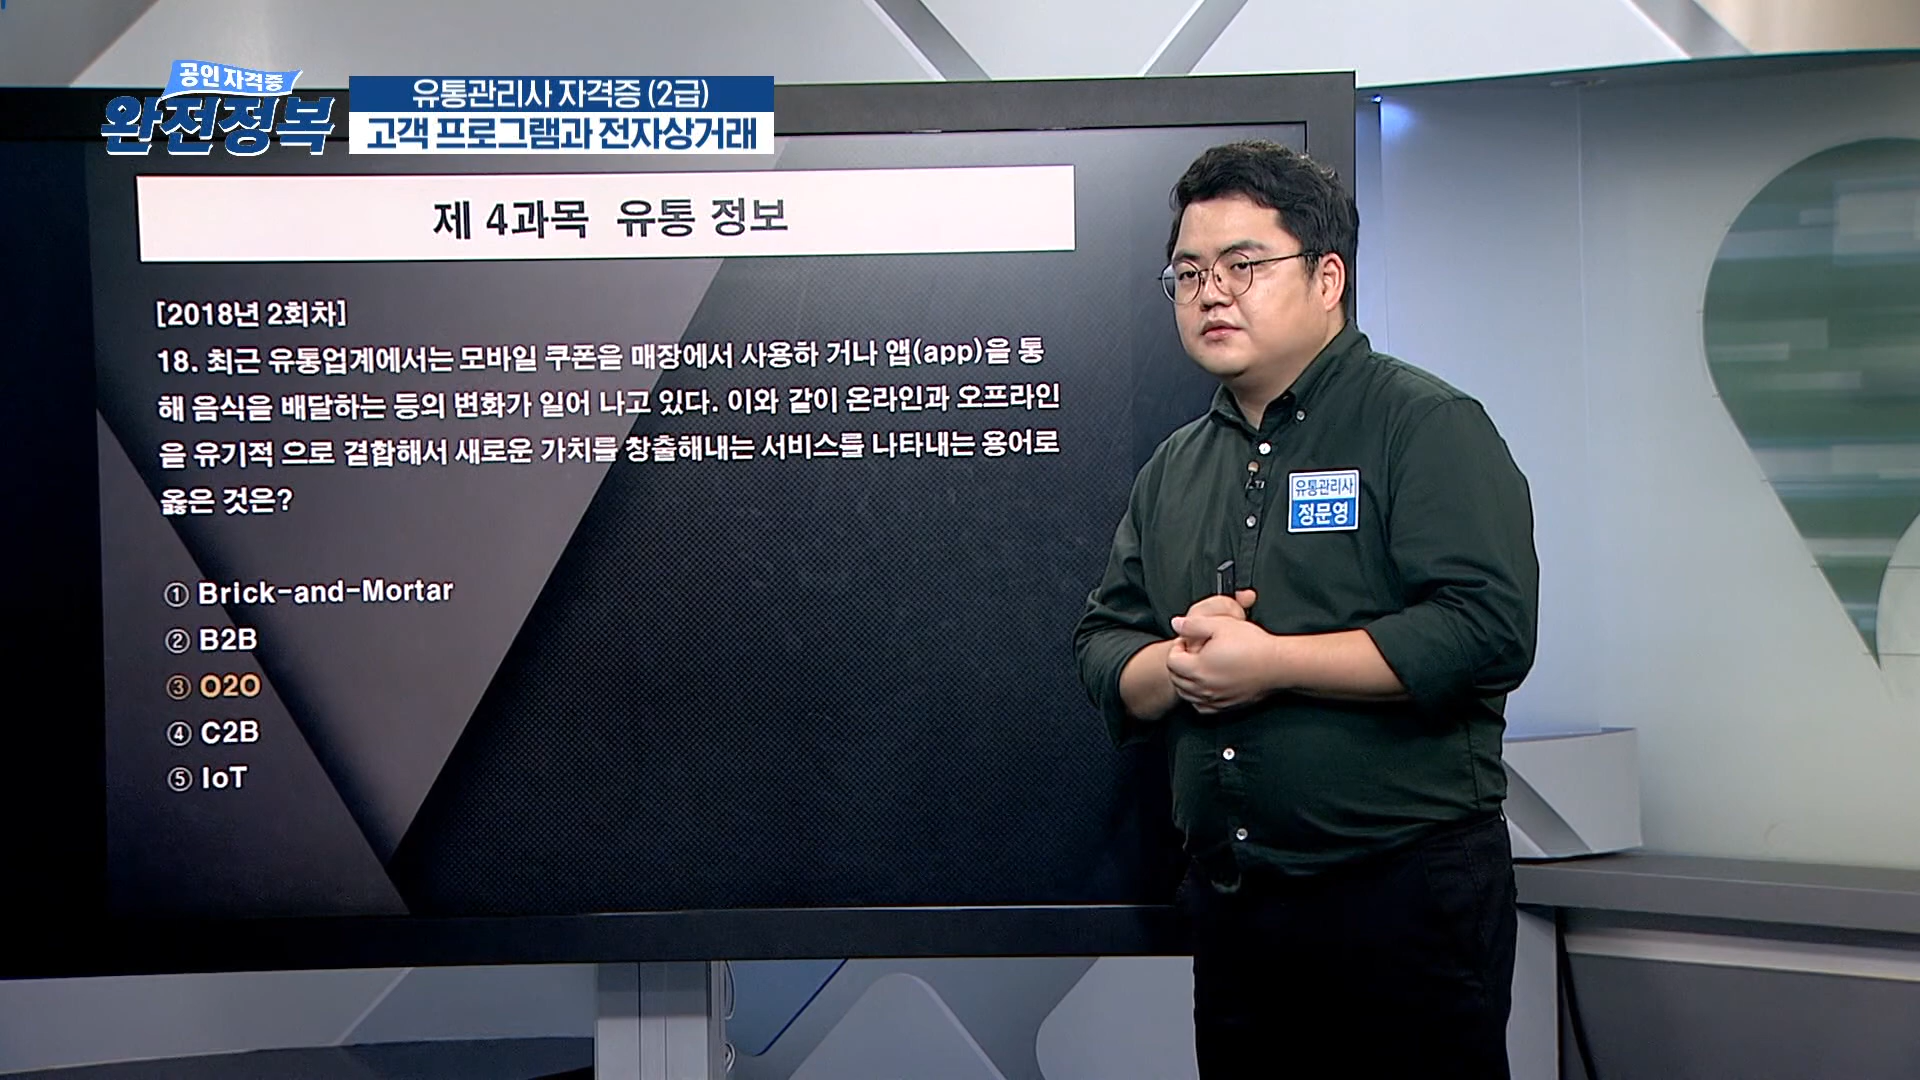 공인 자격증
완전정복
유통관리사 자격증 (2급)
고객 프로그램과 전자상거래
제 4과목 유통 정보
[2018년 2회차]
18. 최근 유통업계에서는 모바일 쿠폰을 매장에서 사용하 거나 앱(app)을 통
해 음식을 배달하는 등의 변화가 일어 나고 있다. 이와 같이 온라인과 오프라인
을 유기적 으로 결합해서 새로운 가치를 창출해내는 서비스를 나타내는 용어로
옳은 것은?
① Brick-and-Mortar
② B2B
③ O2O
④ C2B
⑤ IoT
유통관리사
정문영